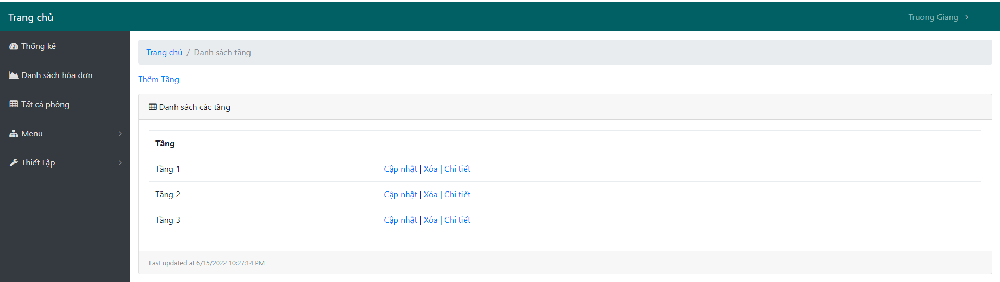 Trang chủ
Truong Giang
Thống kê
Danh sách hóa đơn
Tất cả phòng
Menu
Thiết Lập
Trang chủ / Danh sách tầng
Thêm Tầng
Danh sách các tầng
Tầng
Tầng 1 Cập nhật | Xóa | Chi tiết
Tầng 2 Cập nhật | Xóa | Chi tiết
Tầng 3 Cập nhật | Xóa | Chi tiết
Last updated at 6/15/2022 10:27:14 PM